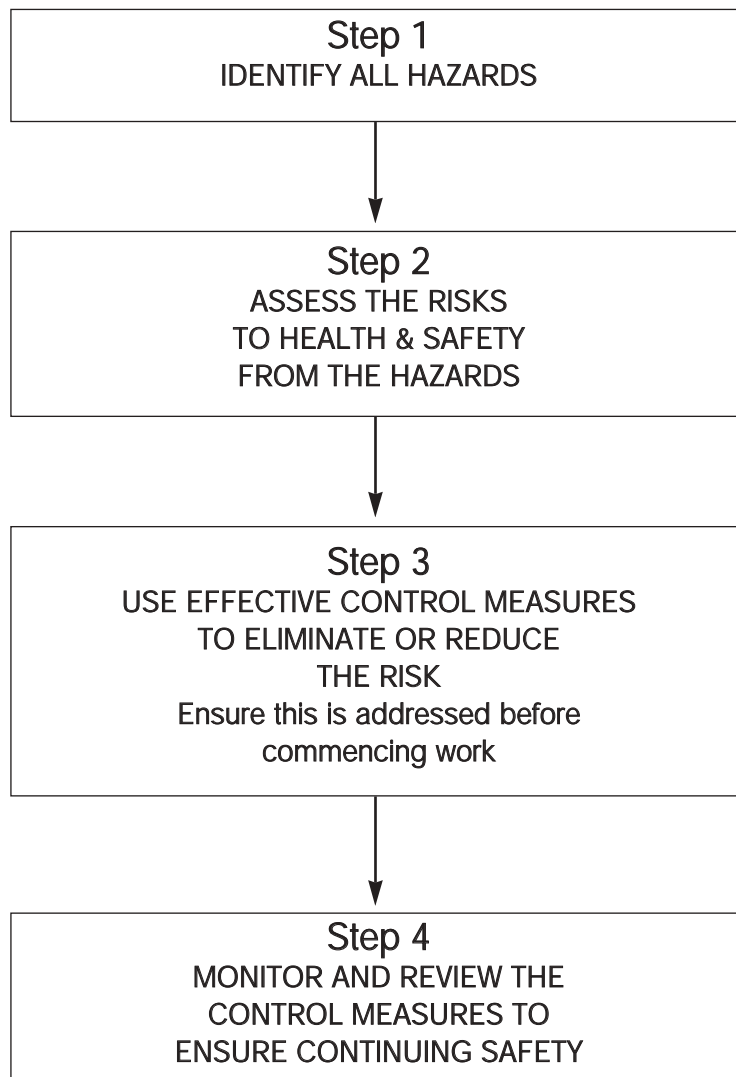 Step 1
IDENTIFY ALL HAZARDS
Step 2
ASSESS THE RISKS
TO HEALTH & SAFETY
FROM THE HAZARDS
Step 3
USE EFFECTIVE CONTROL MEASURES
TO ELIMINATE OR REDUCE
THE RISK
Ensure this is addressed before
commencing work
Step 4
MONITOR AND REVIEW THE
CONTROL MEASURES TO
ENSURE CONTINUING SAFETY